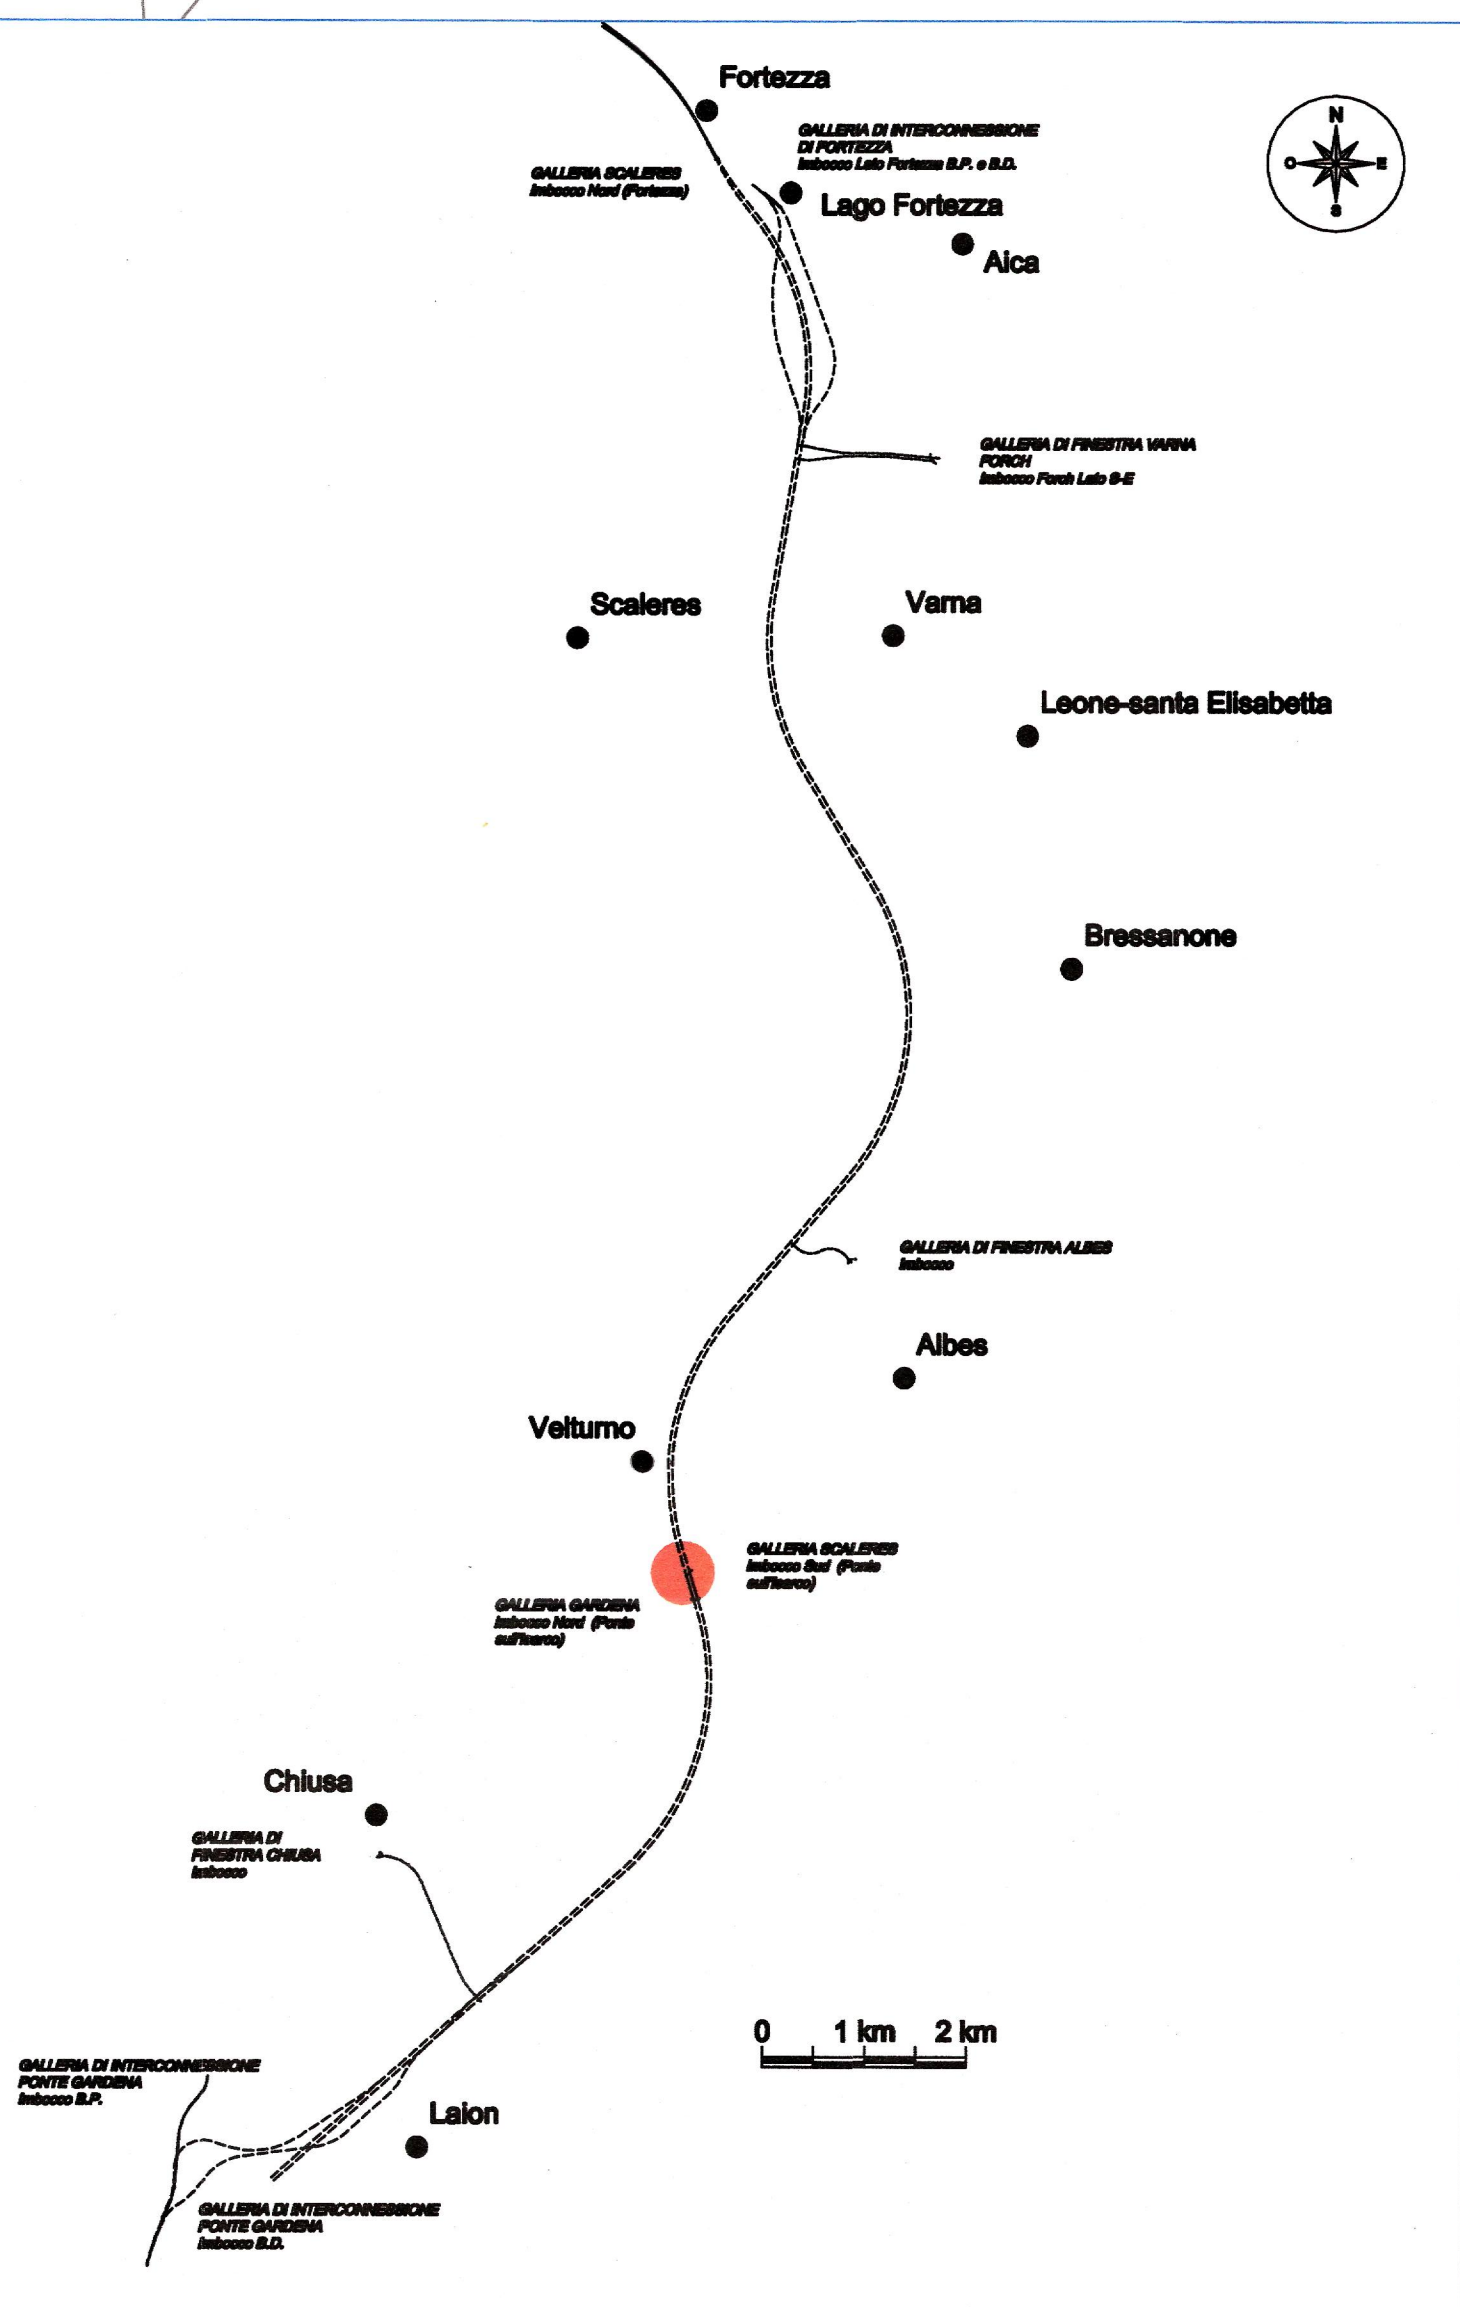 Fortezza
N
O
E
S
GALLERIA DI INTERCONNESSIONE
DI FORTEZZA
Imbocco Lato Fortezza B.P. e B.D.
GALLERIA SCALERES
Imbocco Nord (Fortezza)
Lago Fortezza
Aica
GALLERIA DI FINESTRA VARNA
FORCH
Imbocco Forch Lato S-E
Scaleres
Varna
Leone-santa Elisabetta
Bressanone
GALLERIA DI FINESTRA ALBES
Imbocco
Albes
Velturno
GALLERIA SCALERES
Imbocco Sud (Ponte
sull'Isarco)
GALLERIA GARDENA
Imbocco Nord (Ponte
sull'Isarco)
Chiusa
GALLERIA DI
FINESTRA CHIUSA
Imbocco
0 1 km 2 km
GALLERIA DI INTERCONNESSIONE
PONTE GARDENA
Imbocco B.P.
Laion
GALLERIA DI INTERCONNESSIONE
PONTE GARDENA
Imbocco B.D.